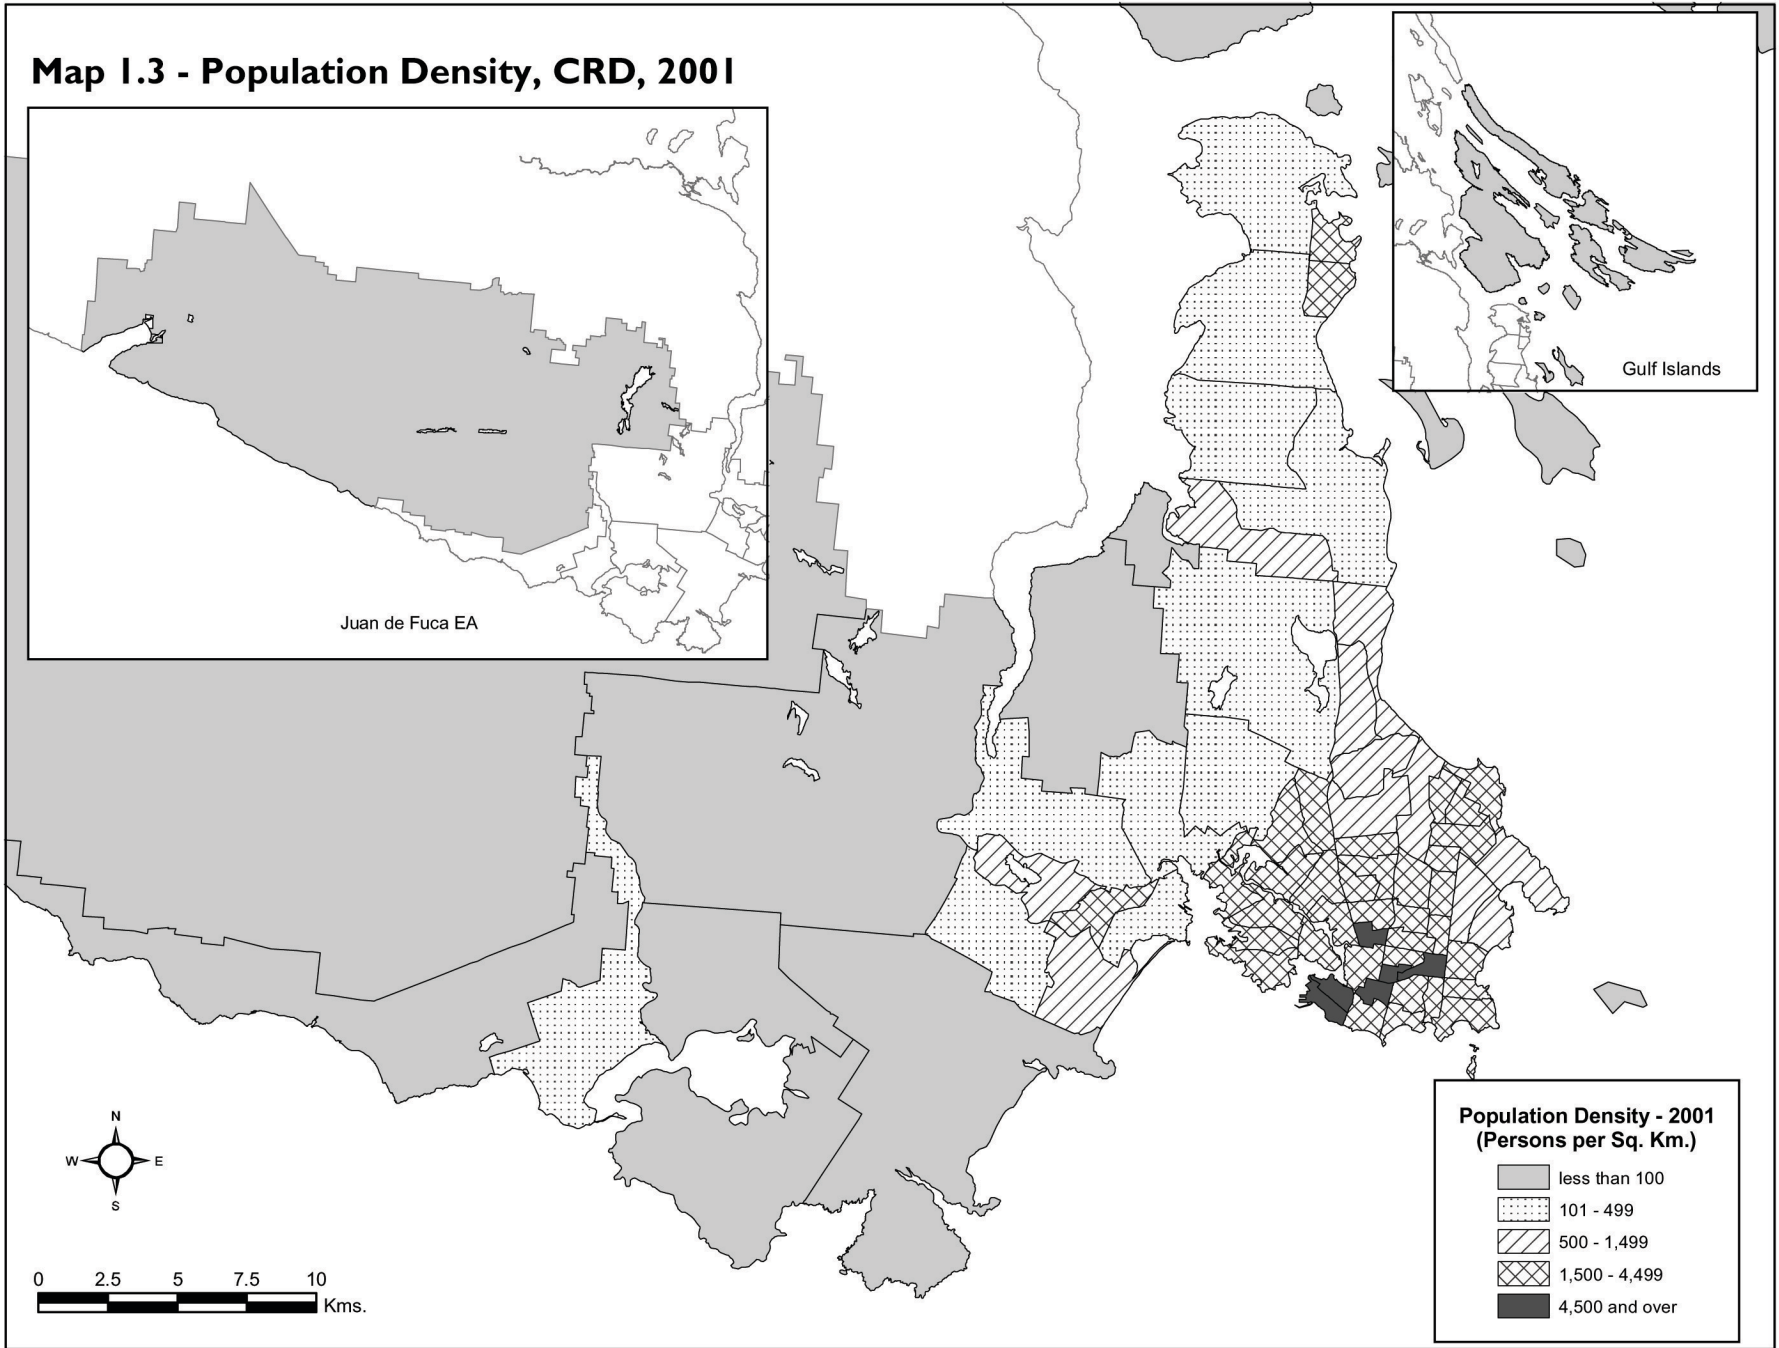 Map 1.3 - Population Density, CRD, 2001
Gulf Islands
Juan de Fuca EA
N
W E
S
0 2.5 5 7.5 10
Kms.
Population Density - 2001
(Persons per Sq. Km.)
less than 100
101 - 499
500 - 1,499
1,500 - 4,499
4,500 and over